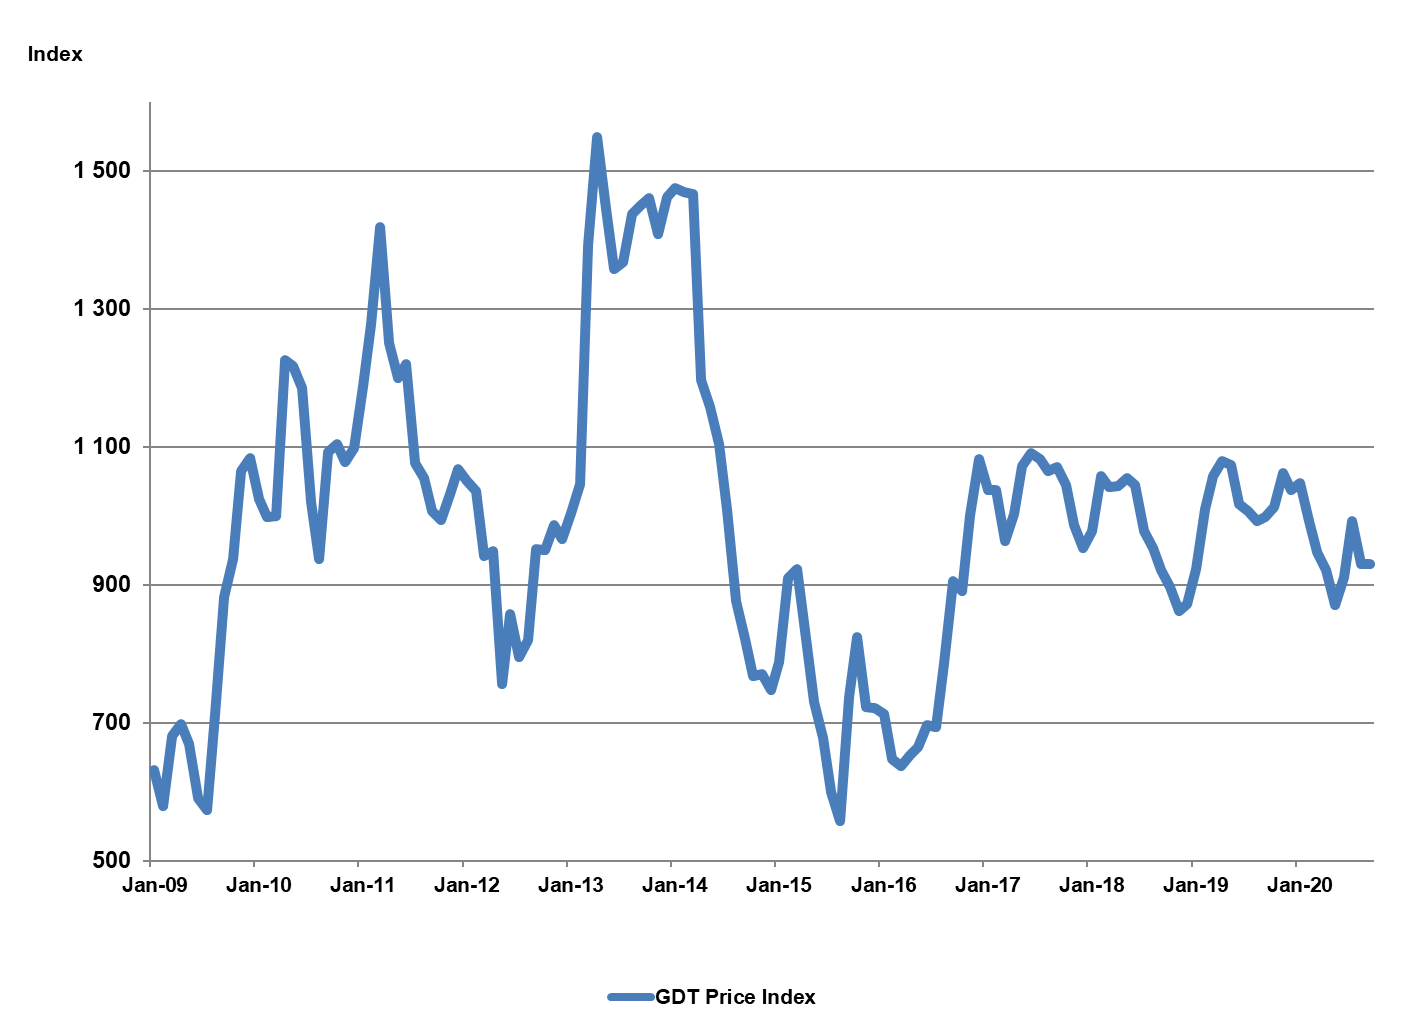 Index
1 500
1 300
1 100
900
700
500
Jan-09 Jan-10 Jan-11 Jan-12 Jan-13 Jan-14 Jan-15 Jan-16 Jan-17 Jan-18 Jan-19 Jan-20
GDT Price Index